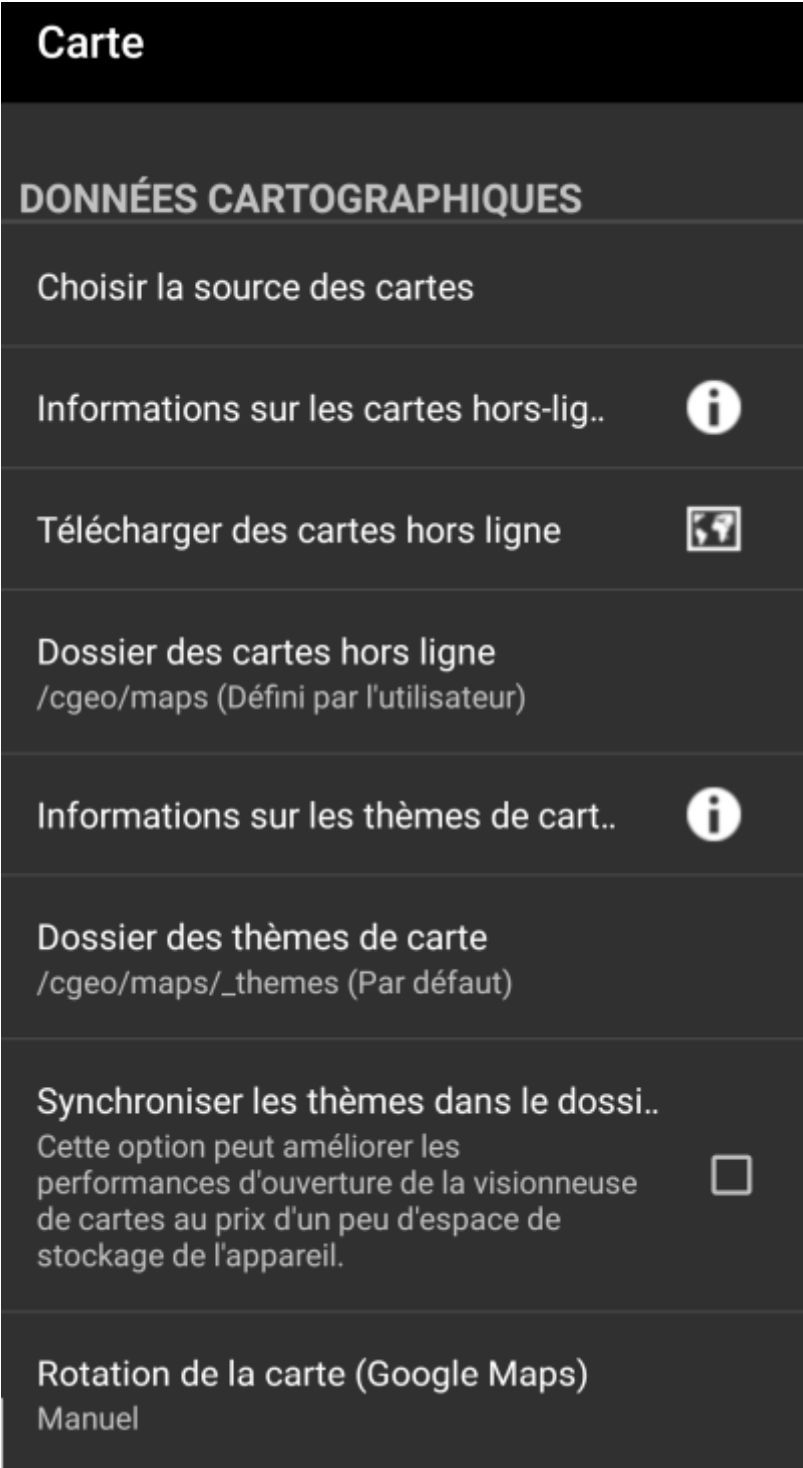 Carte
DONNÉES CARTOGRAPHIQUES
Choisir la source des cartes
Informations sur les cartes hors-lig..
Télécharger des cartes hors ligne
Dossier des cartes hors ligne
/cgeo/maps (Défini par l'utilisateur)
Informations sur les thèmes de cart..
Dossier des thèmes de carte
/cgeo/maps/_themes (Par défaut)
Synchroniser les thèmes dans le dossi..
Cette option peut améliorer les
performances d'ouverture de la visionneuse
de cartes au prix d'un peu d'espace de
stockage de l'appareil.
Rotation de la carte (Google Maps)
Manuel